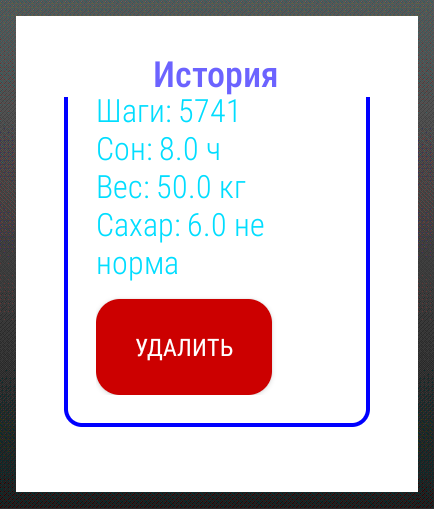 История
Шаги: 5741
Сон: 8.0 ч
Вес: 50.0 кг
Сахар: 6.0 не
норма
УДАЛИТЬ